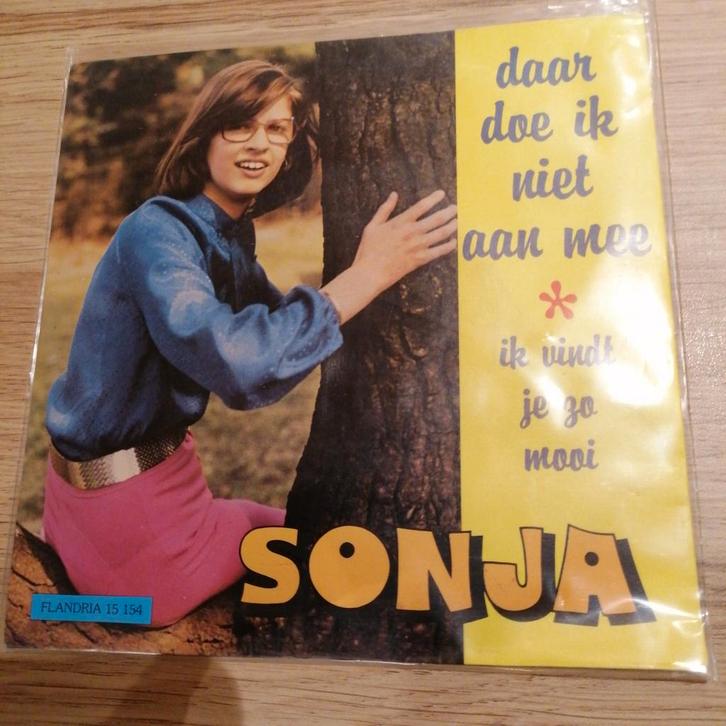 daar
doe ik
niet
aan mee
*
ik vindt
je zo
mooi
SONJA
FLANDRIA 15 154